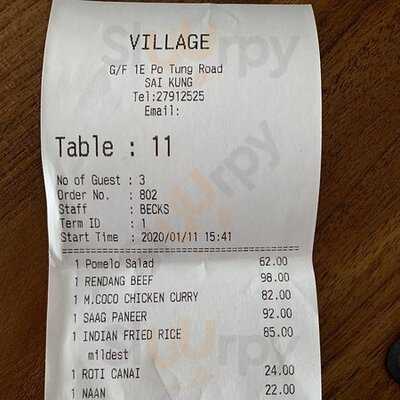 VILLAGE
G/F 1E Po Tung Road
SAI KUNG
Tel:27912525
Email:
Table : 11
No of Guest : 3
Order No. : 802
Staff : BECKS
Term ID : 1
Start Time : 2020/01/11 15:41
1 Pomelo Salad 62.00
1 RENDANG BEEF 98.00
1 M.COCO CHICKEN CURRY 82.00
1 SAAG PANEER 92.00
1 INDIAN FRIED RICE 85.00
mildest
1 ROTI CANAI 24.00
1 NAAN 22.00